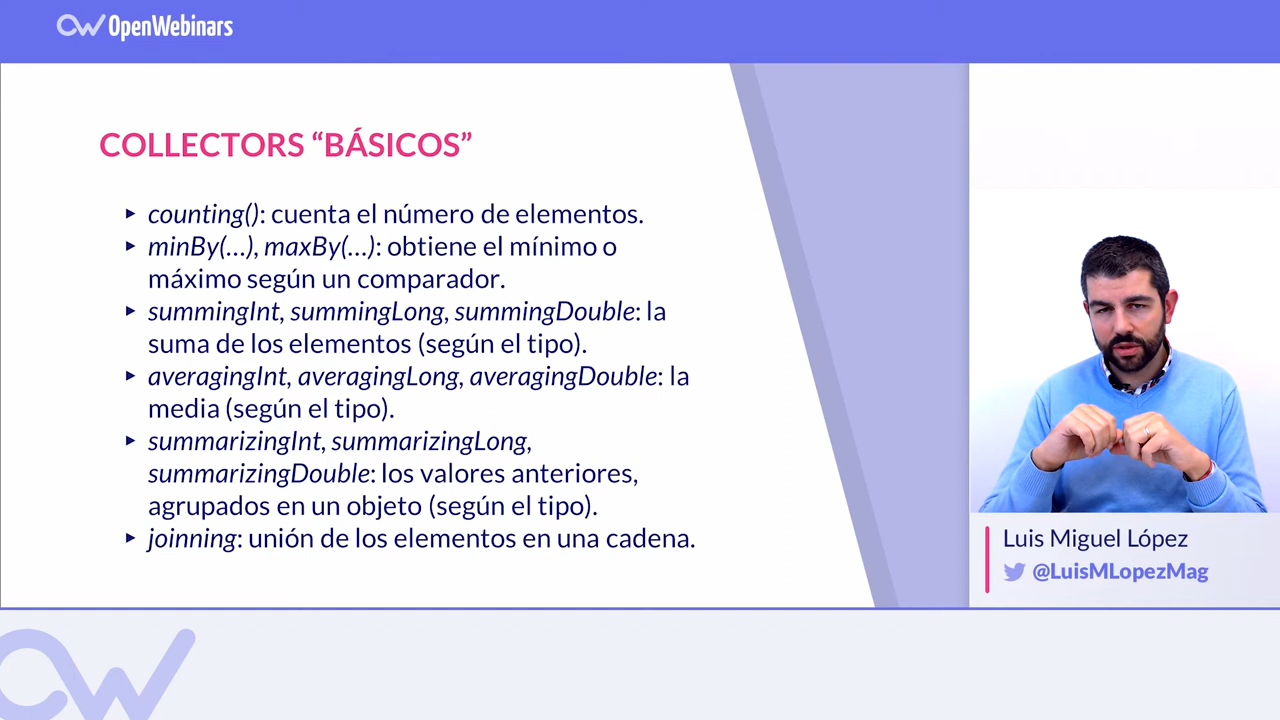 OpenWebinars
COLLECTORS “BÁSICOS”
‣ counting(): cuenta el número de elementos.
‣ minBy(…), maxBy(…): obtiene el mínimo o
máximo según un comparador.
‣ summingInt, summingLong, summingDouble: la
suma de los elementos (según el tipo).
‣ averagingInt, averagingLong, averagingDouble: la
media (según el tipo).
‣ summarizingInt, summarizingLong,
summarizingDouble: los valores anteriores,
agrupados en un objeto (según el tipo).
‣ joinning: unión de los elementos en una cadena.
Luis Miguel López
@LuisMLopezMag